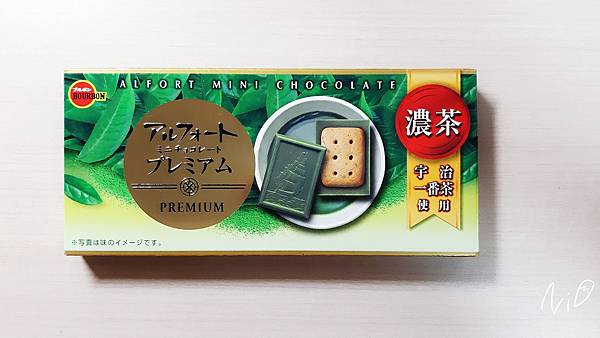 ブルボン
BOURBON
ALFORT MINI CHOCOLATE
アルフォート
ミニチョコレート
プレミアム
PREMIUM
濃茶
宇治
一番茶
使用
※写真は味のイメージです。